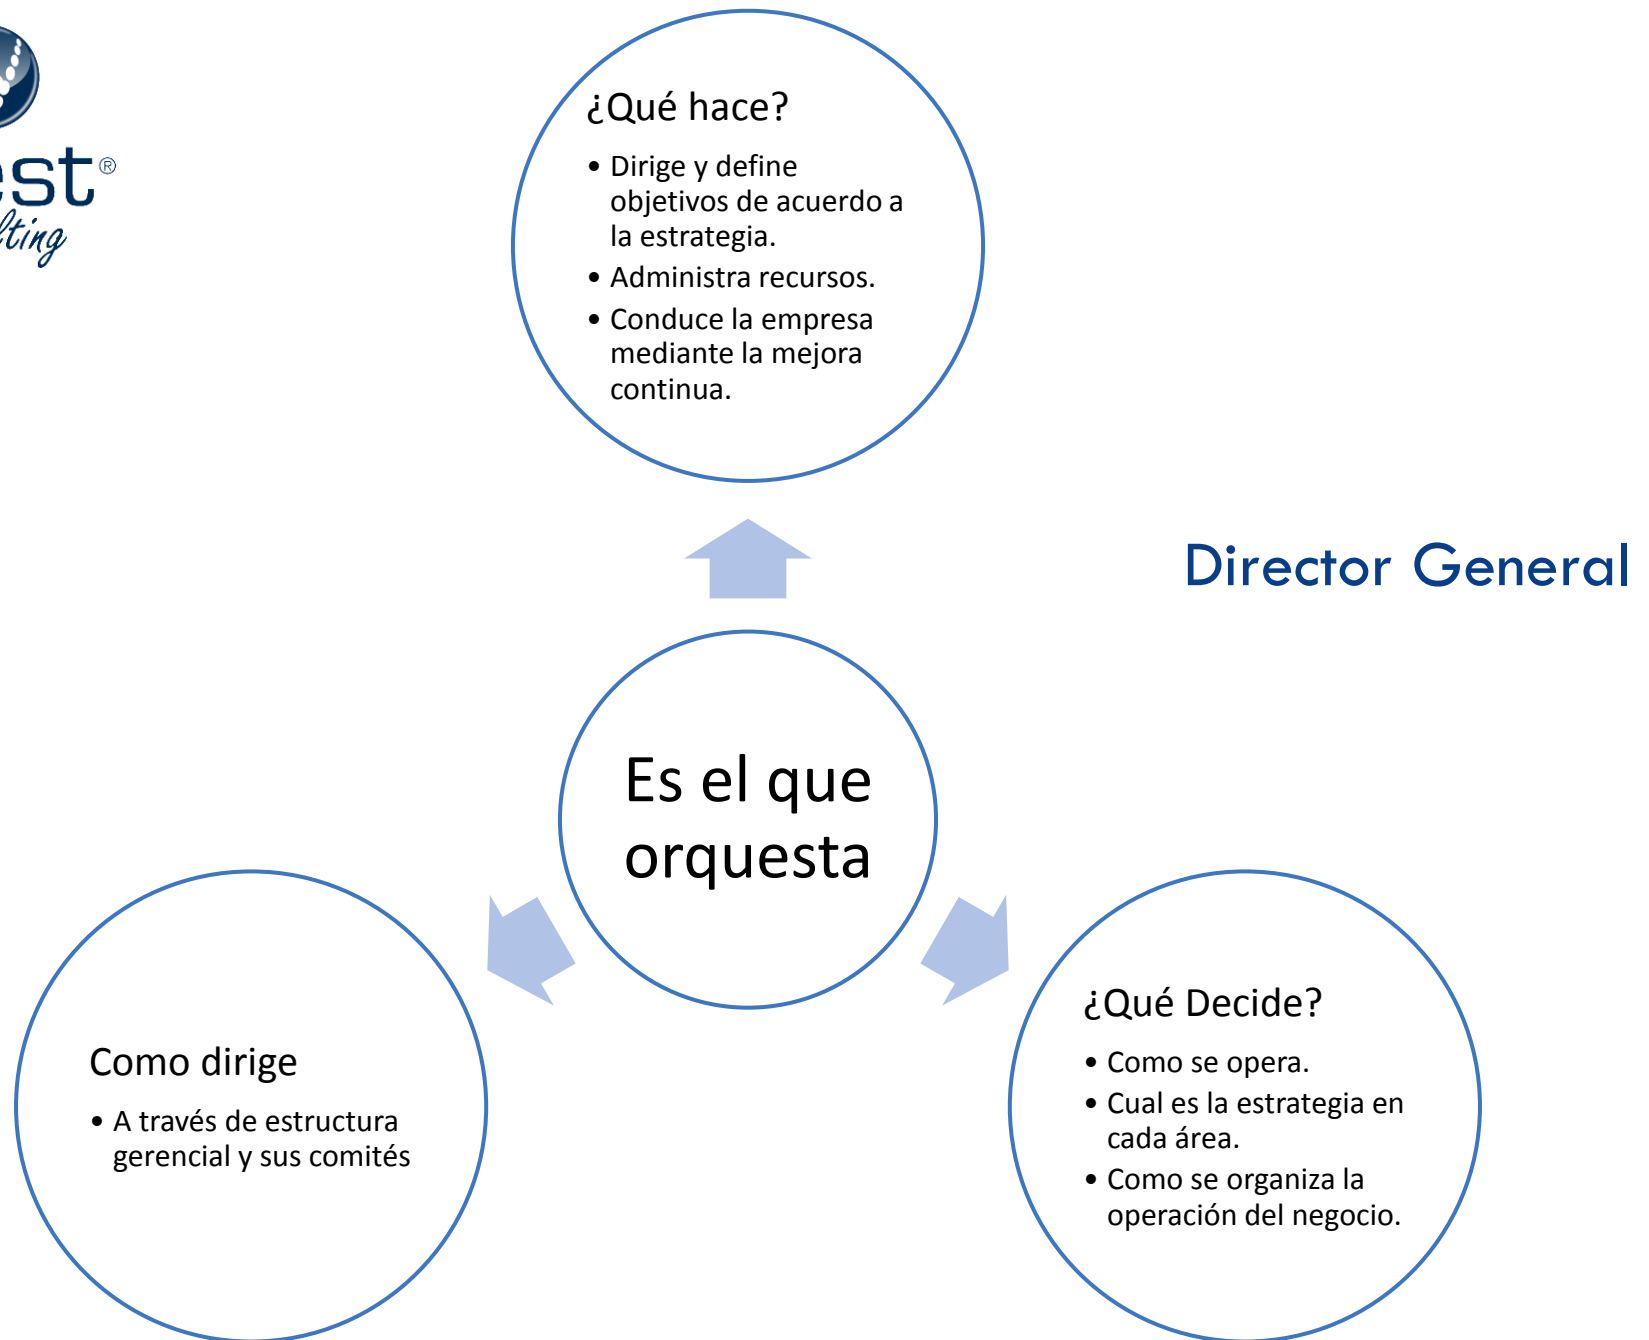 est®
lting
¿Qué hace?
• Dirige y define
objetivos de acuerdo a
la estrategia.
• Administra recursos.
• Conduce la empresa
mediante la mejora
continua.
Director General
Es el que
orquesta
Como dirige
• A través de estructura
gerencial y sus comités
¿Qué Decide?
• Como se opera.
• Cual es la estrategia en
cada área.
• Como se organiza la
operación del negocio.